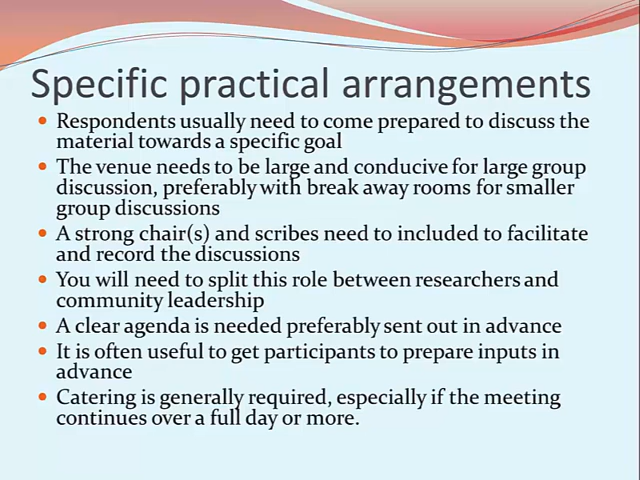 Specific practical arrangements
• Respondents usually need to come prepared to discuss the
material towards a specific goal
• The venue needs to be large and conducive for large group
discussion, preferably with break away rooms for smaller
group discussions
• A strong chair(s) and scribes need to included to facilitate
and record the discussions
• You will need to split this role between researchers and
community leadership
• A clear agenda is needed preferably sent out in advance
• It is often useful to get participants to prepare inputs in
advance
• Catering is generally required, especially if the meeting
continues over a full day or more.